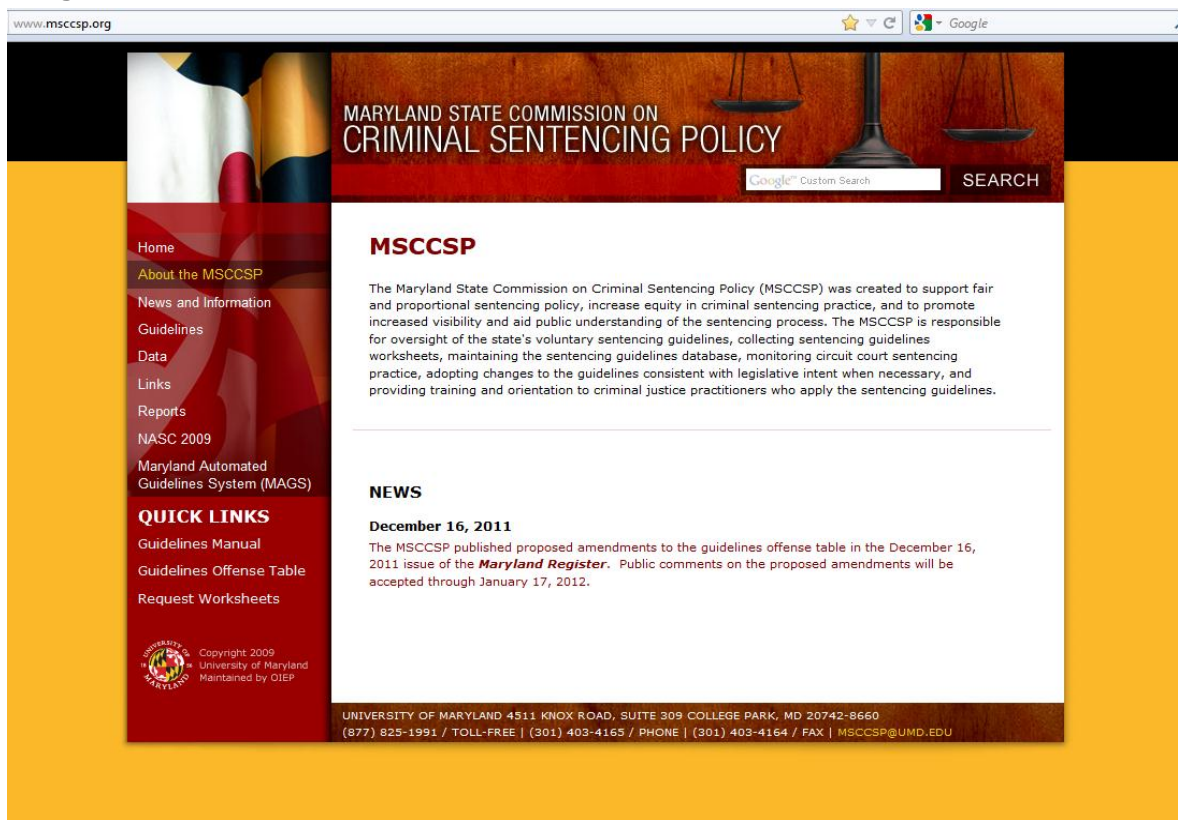 www.msccsp.org
Google
MARYLAND STATE COMMISSION ON
CRIMINAL SENTENCING POLICY
Google™ Custom Search
SEARCH
Home
About the MSCCSP
News and Information
Guidelines
Data
Links
Reports
NASC 2009
Maryland Automated
Guidelines System (MAGS)
QUICK LINKS
Guidelines Manual
Guidelines Offense Table
Request Worksheets
UNIVERSITY OF
MARYLAND
18 56
Copyright 2009
University of Maryland
Maintained by OIEP
MSCCSP
The Maryland State Commission on Criminal Sentencing Policy (MSCCSP) was created to support fair
and proportional sentencing policy, increase equity in criminal sentencing practice, and to promote
increased visibility and aid public understanding of the sentencing process. The MSCCSP is responsible
for oversight of the state's voluntary sentencing guidelines, collecting sentencing guidelines
worksheets, maintaining the sentencing guidelines database, monitoring circuit court sentencing
practice, adopting changes to the guidelines consistent with legislative intent when necessary, and
providing training and orientation to criminal justice practitioners who apply the sentencing guidelines.
NEWS
December 16, 2011
The MSCCSP published proposed amendments to the guidelines offense table in the December 16,
2011 issue of the Maryland Register.  Public comments on the proposed amendments will be
accepted through January 17, 2012.
UNIVERSITY OF MARYLAND 4511 KNOX ROAD, SUITE 309 COLLEGE PARK, MD 20742-8660
(877) 825-1991 / TOLL-FREE | (301) 403-4165 / PHONE | (301) 403-4164 / FAX | MSCCSP@UMD.EDU